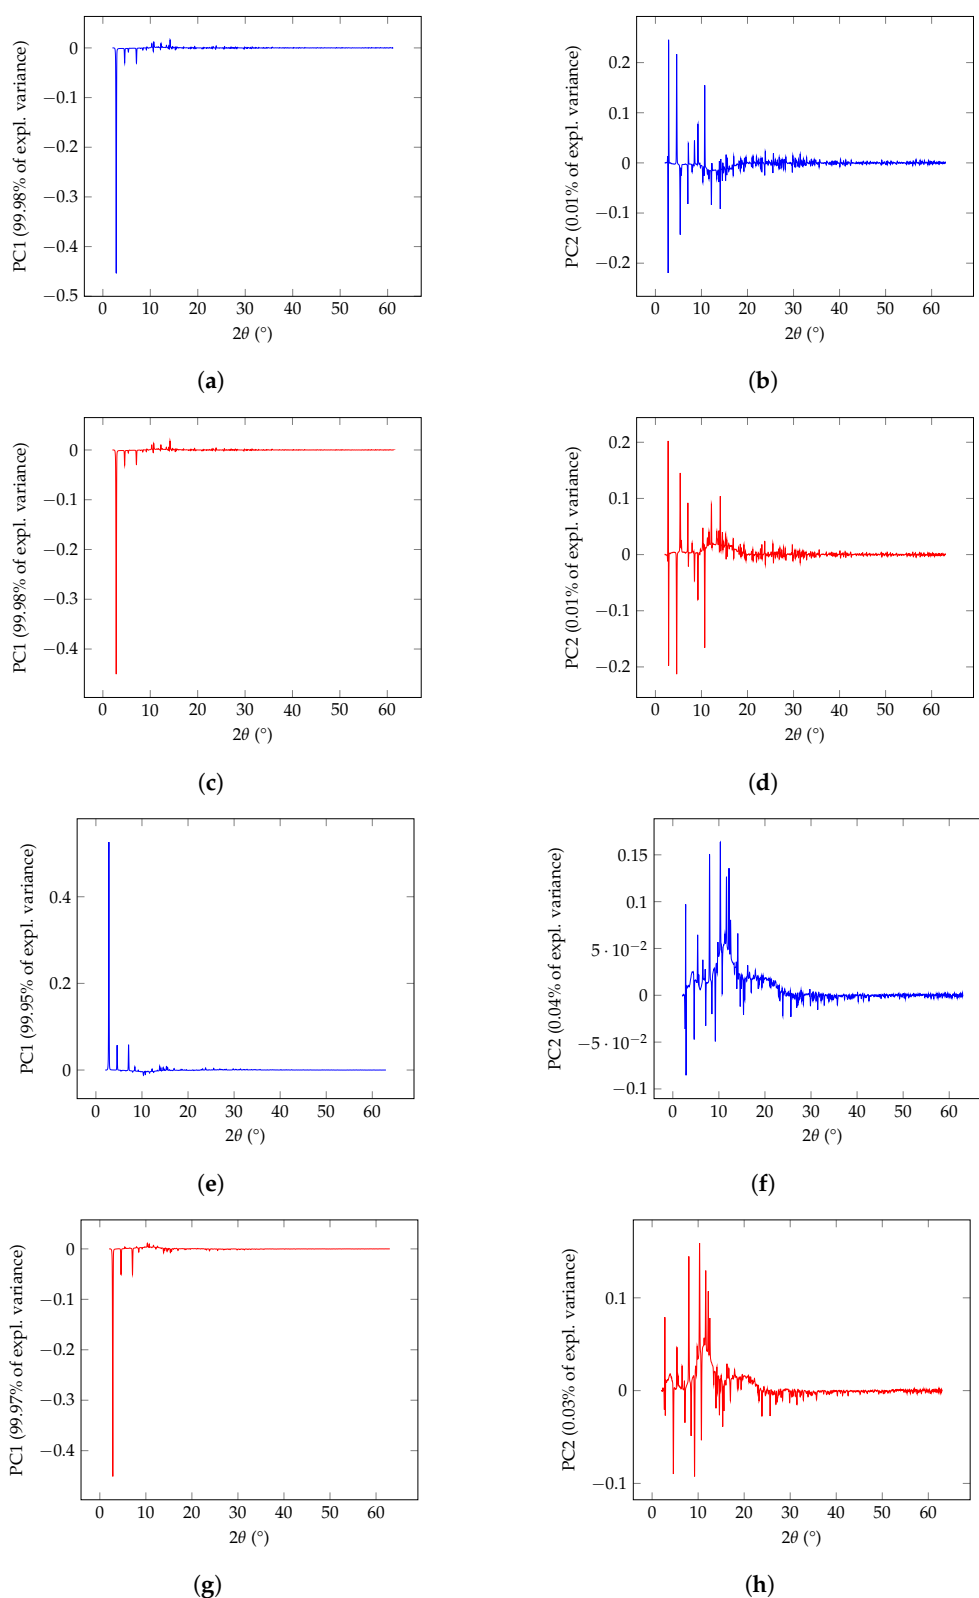 0
−0.1
−0.2
−0.3
−0.4
−0.5
PC1 (99.98% of expl. variance)
0 10 20 30 40 50 60
2θ (°)
(a)
0.2
0.1
0
−0.1
−0.2
PC2 (0.01% of expl. variance)
0 10 20 30 40 50 60
2θ (°)
(b)
0
−0.1
−0.2
−0.3
−0.4
PC1 (99.98% of expl. variance)
0 10 20 30 40 50 60
2θ (°)
(c)
0.2
0.1
0
−0.1
−0.2
PC2 (0.01% of expl. variance)
0 10 20 30 40 50 60
2θ (°)
(d)
0.4
0.2
0
PC1 (99.95% of expl. variance)
0 10 20 30 40 50 60
2θ (°)
(e)
0.15
0.1
5 · 10⁻²
0
−5 · 10⁻²
−0.1
PC2 (0.04% of expl. variance)
0 10 20 30 40 50 60
2θ (°)
(f)
0
−0.1
−0.2
−0.3
−0.4
PC1 (99.97% of expl. variance)
0 10 20 30 40 50 60
2θ (°)
(g)
0.1
0
−0.1
PC2 (0.03% of expl. variance)
0 10 20 30 40 50 60
2θ (°)
(h)